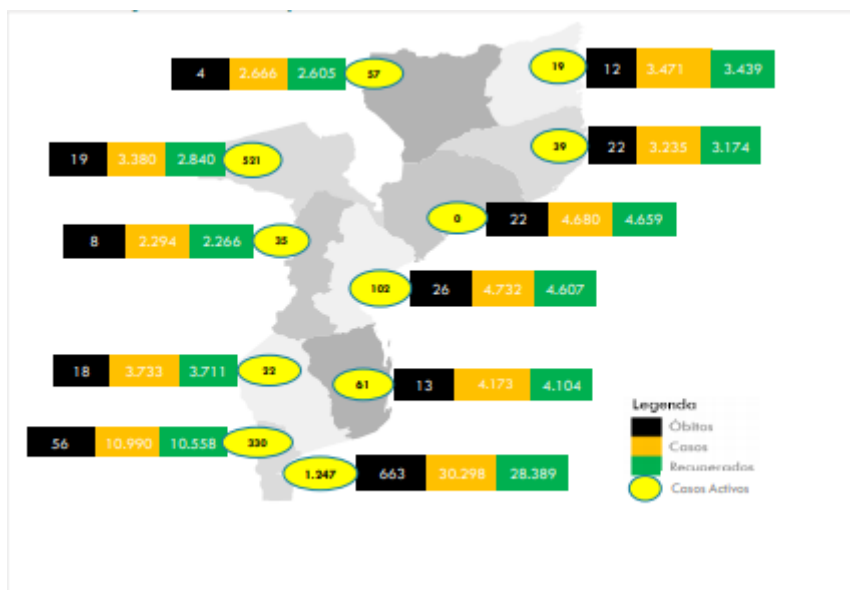 4 2.666 2.605 57
19 12 3.471 3.439
19 3.380 2.840 521
39 22 3.235 3.174
0 22 4.680 4.659
8 2.294 2.266 35
102 26 4.732 4.607
18 3.733 3.711 22
61 13 4.173 4.104
Legenda
Óbitos
Casos
Recuperados
Casos Activos
56 10.990 10.558 330
1.247 663 30.298 28.389